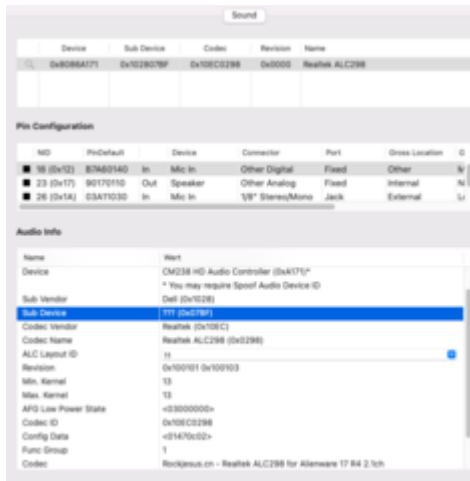 Sound
Device Sub Device Codec Revision Name
0x8086A171 0x102807BF 0x10EC0298 0x0000 Realtek ALC298
Pin Configuration
NID PinDefault Device Connector Port Gross Location
18 (0x12) B7A60140 In Mic In Other Digital Fixed Other
23 (0x17) 90170110 Out Speaker Other Analog Fixed Internal
26 (0x1A) 03A11030 In Mic In 1/8" Stereo/Mono Jack External
Audio Info
Name Wert
Device CM238 HD Audio Controller (0xA171)*
* You may require Spoof Audio Device ID
Sub Vendor Dell (0x1028)
Sub Device ??? (0x07BF)
Codec Vendor Realtek (0x10EC)
Codec Name Realtek ALC298 (0x0298)
ALC Layout ID 11
Revision 0x100101 0x100103
Min. Kernel 13
Max. Kernel 13
AFG Low Power State <03000000>
Codec ID 0x10EC0298
Config Data <01470c02>
Func Group 1
Codec Rockjesus.cn - Realtek ALC298 for Alienware 17 R4 2.1ch